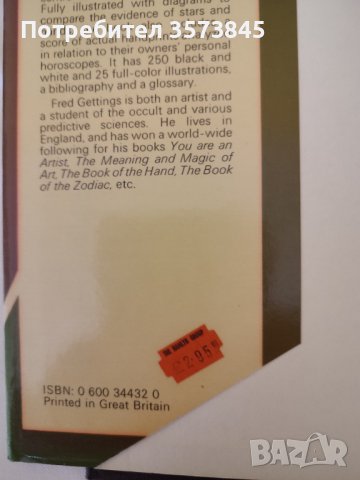 Потребител 3573845
Fully illustrated with diagrams to
compare the evidence of stars and
score of actual handprints
in relation to their owners' personal
horoscopes. It has 250 black and
white and 25 full-color illustrations,
a bibliography and a glossary.
Fred Gettings is both an artist and
a student of the occult and various
predictive sciences. He lives in
England, and has won a world-wide
following for his books You are an
Artist, The Meaning and Magic of
Art, The Book of the Hand, The Book
of the Zodiac, etc.
£2.95
ISBN: 0 600 34432 0
Printed in Great Britain
BAZAR